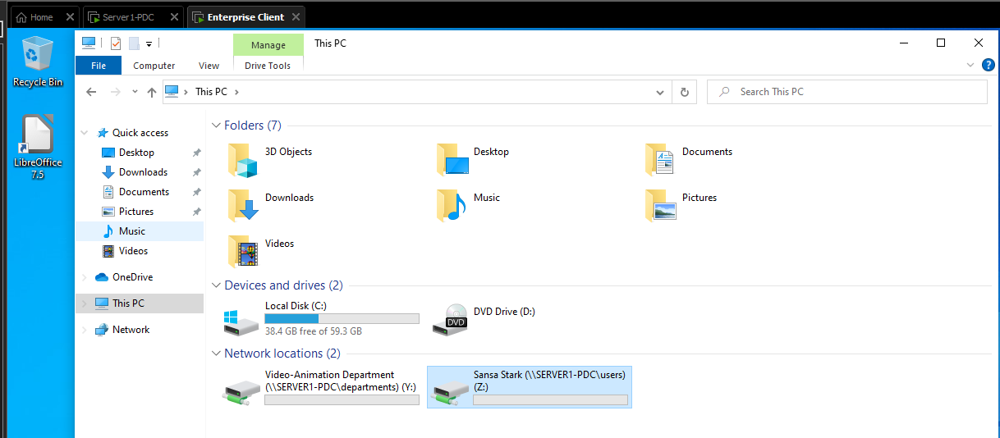 Home
Server1-PDC
Enterprise Client
Recycle Bin
LibreOffice
7.5
Manage
This PC
File
Computer
View
Drive Tools
This PC
Search This PC
Quick access
Desktop
Downloads
Documents
Pictures
Music
Videos
OneDrive
This PC
Network
Folders (7)
3D Objects
Desktop
Documents
Downloads
Music
Pictures
Videos
Devices and drives (2)
Local Disk (C:)
38.4 GB free of 59.3 GB
DVD Drive (D:)
DVD
Network locations (2)
Video-Animation Department
(\\SERVER1-PDC\departments) (Y:)
Sansa Stark (\\SERVER1-PDC\users)
(Z:)